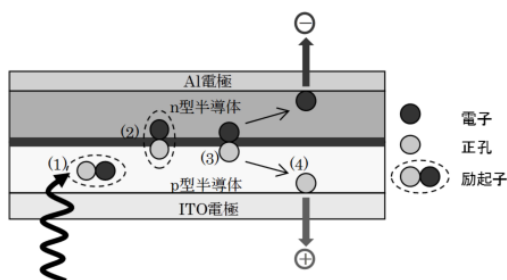 ⊖
Al電極
n型半導体
(2)
(1)
(3)
(4)
p型半導体
ITO電極
⊕
電子
正孔
励起子